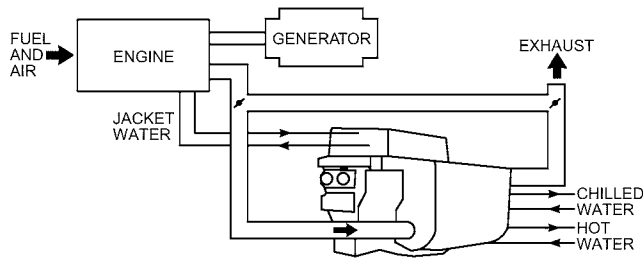 FUEL
AND
AIR
ENGINE
GENERATOR
EXHAUST
JACKET
WATER
CHILLED
WATER
HOT
WATER